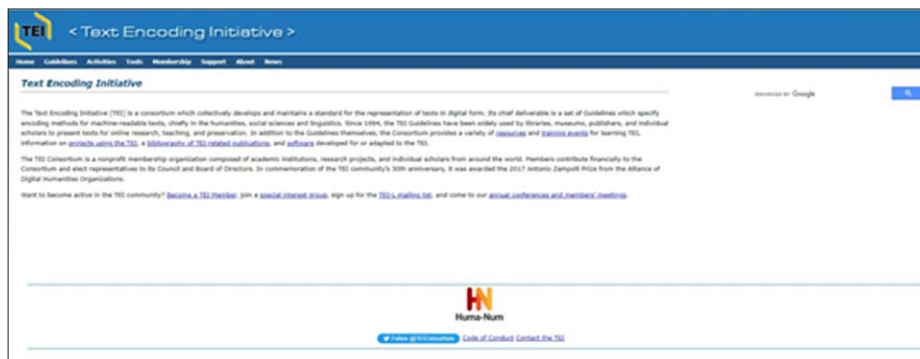 TEI
< Text Encoding Initiative >
Home Guidelines Activities Tools Membership Support About News
Text Encoding Initiative
ENHANCED BY Google
The Text Encoding Initiative (TEI) is a consortium which collectively develops and maintains a standard for the representation of texts in digital form. Its chief deliverable is a set of Guidelines which specify
encoding methods for machine-readable texts, chiefly in the humanities, social sciences and linguistics. Since 1994, the TEI Guidelines have been widely used by libraries, museums, publishers, and individual
scholars to present texts for online research, teaching, and preservation. In addition to the Guidelines themselves, the Consortium provides a variety of resources and training events for learning TEI,
information on projects using the TEI, a bibliography of TEI-related publications, and software developed for or adapted to the TEI.
The TEI Consortium is a nonprofit membership organization composed of academic institutions, research projects, and individual scholars from around the world. Members contribute financially to the
Consortium and elect representatives to its Council and Board of Directors. In commemoration of the TEI community's 30th anniversary, it was awarded the 2017 Antonio Zampolli Prize from the Alliance of
Digital Humanities Organizations.
Want to become active in the TEI community? Become a TEI Member, join a special interest group, sign up for the TEI-L mailing list, and come to our annual conferences and members' meetings.
HN
Huma-Num
Follow @TEIConsortium Code of Conduct Contact the TEI